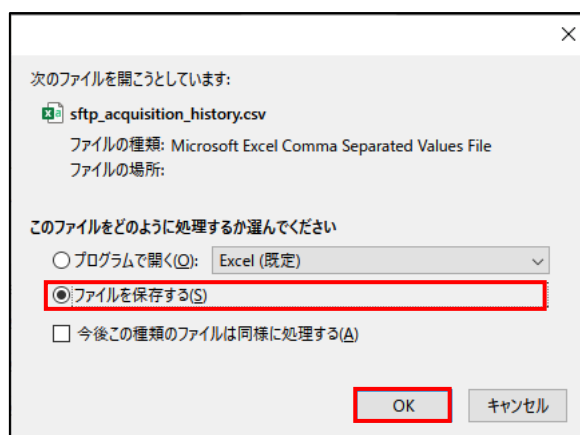 次のファイルを開こうとしています:
sftp_acquisition_history.csv
ファイルの種類: Microsoft Excel Comma Separated Values File
ファイルの場所:
このファイルをどのように処理するか選んでください
プログラムで開く(O): Excel (既定)
ファイルを保存する(S)
今後この種類のファイルは同様に処理する(A)
OK キャンセル